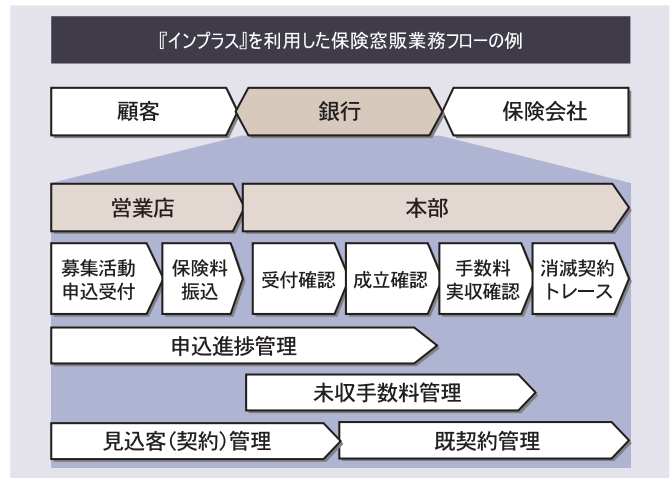 『インプラス』を利用した保険窓販業務フローの例
顧客
銀行
保険会社
営業店
本部
募集活動
申込受付
保険料
振込
受付確認
成立確認
手数料
実収確認
消滅契約
トレース
申込進捗管理
未収手数料管理
見込客(契約)管理
既契約管理